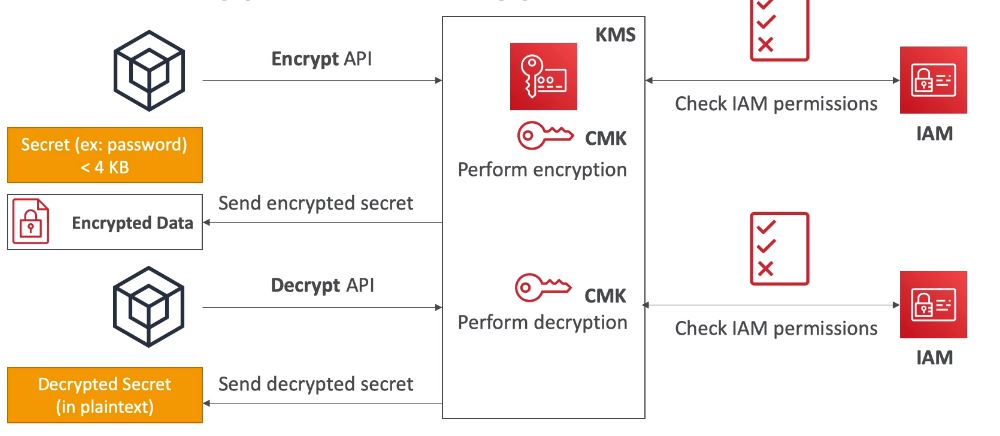 KMS
Encrypt API
Check IAM permissions
IAM
CMK
Perform encryption
Secret (ex: password)
< 4 KB
Send encrypted secret
Encrypted Data
Decrypt API
CMK
Perform decryption
Check IAM permissions
IAM
Send decrypted secret
Decrypted Secret
(in plaintext)